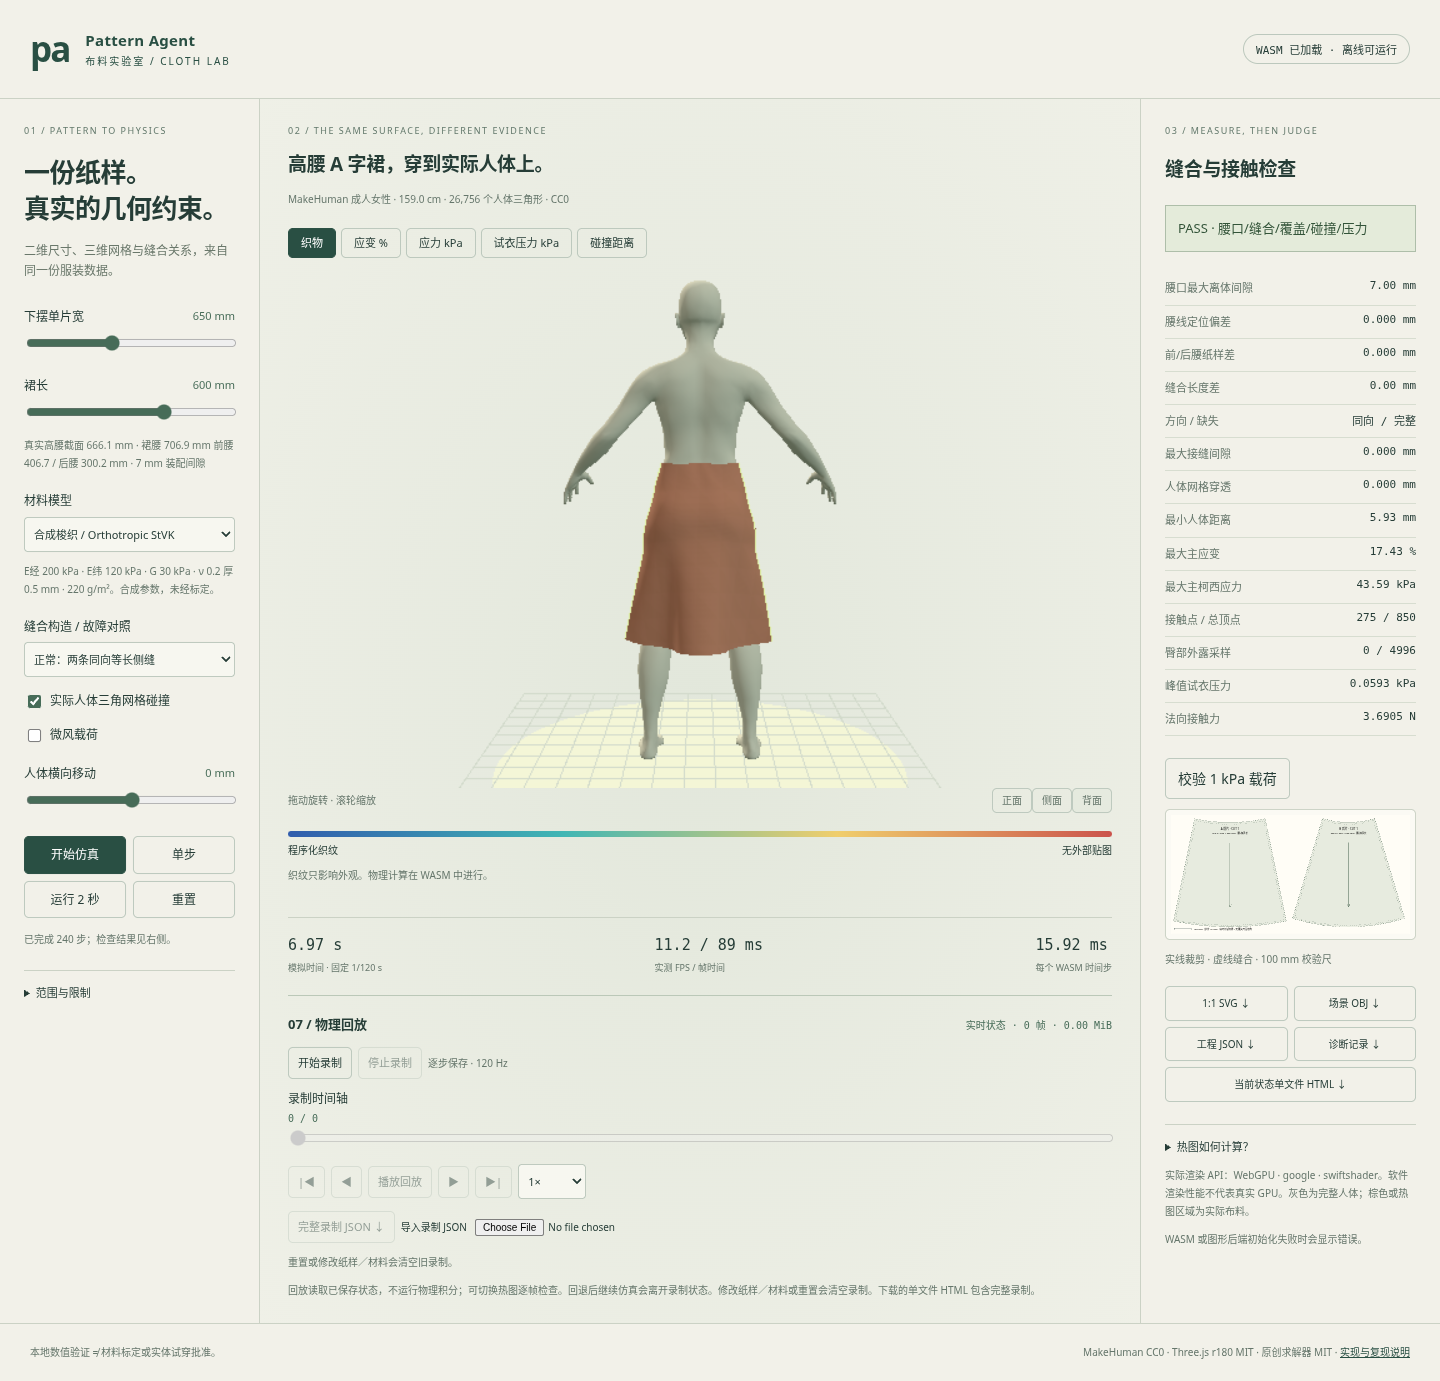 pa
Pattern Agent
布料实验室 / CLOTH LAB
WASM 已加载 · 离线可运行
01 / PATTERN TO PHYSICS
一份纸样。
真实的几何约束。
二维尺寸、三维网格与缝合关系，来自
同一份服装数据。
下摆单片宽 650 mm
裙长 600 mm
真实高腰截面 666.1 mm · 裙腰 706.9 mm 前腰
406.7 / 后腰 300.2 mm · 7 mm 装配间隙
材料模型
合成梭织 / Orthotropic StVK
E经 200 kPa · E纬 120 kPa · G 30 kPa · ν 0.2 厚
0.5 mm · 220 g/m²。合成参数，未经标定。
缝合构造 / 故障对照
正常：两条同向等长侧缝
实际人体三角网格碰撞
微风载荷
人体横向移动 0 mm
开始仿真 单步
运行 2 秒 重置
已完成 240 步；检查结果见右侧。
▶ 范围与限制
02 / THE SAME SURFACE, DIFFERENT EVIDENCE
高腰 A 字裙，穿到实际人体上。
MakeHuman 成人女性 · 159.0 cm · 26,756 个人体三角形 · CC0
织物 应变 % 应力 kPa 试衣压力 kPa 碰撞距离
拖动旋转 · 滚轮缩放 正面 侧面 背面
程序化织纹 无外部贴图
织纹只影响外观。物理计算在 WASM 中进行。
6.97 s 11.2 / 89 ms 15.92 ms
模拟时间 · 固定 1/120 s 实测 FPS / 帧时间 每个 WASM 时间步
07 / 物理回放 实时状态 · 0 帧 · 0.00 MiB
开始录制 停止录制 逐步保存 · 120 Hz
录制时间轴
0 / 0
|◀ ◀ 播放回放 ▶ ▶| 1×
完整录制 JSON ↓ 导入录制 JSON Choose File No file chosen
重置或修改纸样／材料会清空旧录制。
回放读取已保存状态，不运行物理积分；可切换热图逐帧检查。回退后继续仿真会离开录制状态。修改纸样／材料或重置会清空录制。下载的单文件 HTML 包含完整录制。
03 / MEASURE, THEN JUDGE
缝合与接触检查
PASS · 腰口/缝合/覆盖/碰撞/压力
腰口最大离体间隙 7.00 mm
腰线定位偏差 0.000 mm
前/后腰纸样差 0.000 mm
缝合长度差 0.00 mm
方向 / 缺失 同向 / 完整
最大接缝间隙 0.000 mm
人体网格穿透 0.000 mm
最小人体距离 5.93 mm
最大主应变 17.43 %
最大主柯西应力 43.59 kPa
接触点 / 总顶点 275 / 850
臀部外露采样 0 / 4996
峰值试衣压力 0.0593 kPa
法向接触力 3.6905 N
校验 1 kPa 载荷
实线裁剪 · 虚线缝合 · 100 mm 校验尺
1:1 SVG ↓ 场景 OBJ ↓
工程 JSON ↓ 诊断记录 ↓
当前状态单文件 HTML ↓
▶ 热图如何计算?
实际渲染 API：WebGPU · google · swiftshader。软件
渲染性能不代表真实 GPU。灰色为完整人体；棕色或热
图区域为实际布料。
WASM 或图形后端初始化失败时会显示错误。
本地数值验证 ≠ 材料标定或实体试穿批准。
MakeHuman CC0 · Three.js r180 MIT · 原创求解器 MIT · 实现与复现说明